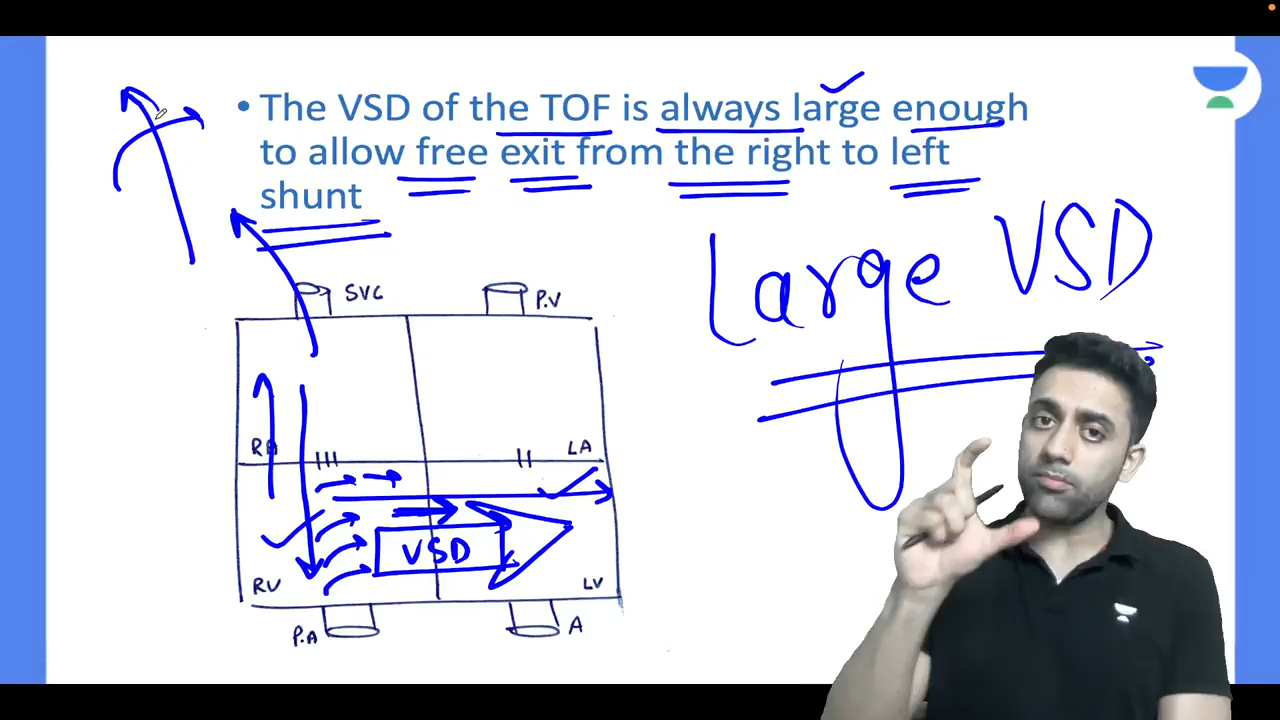 • The VSD of the TOF is always large enough
to allow free exit from the right to left
shunt
Large VSD
SVC
P.V
RA
LA
VSD
RV
LV
P.A
A